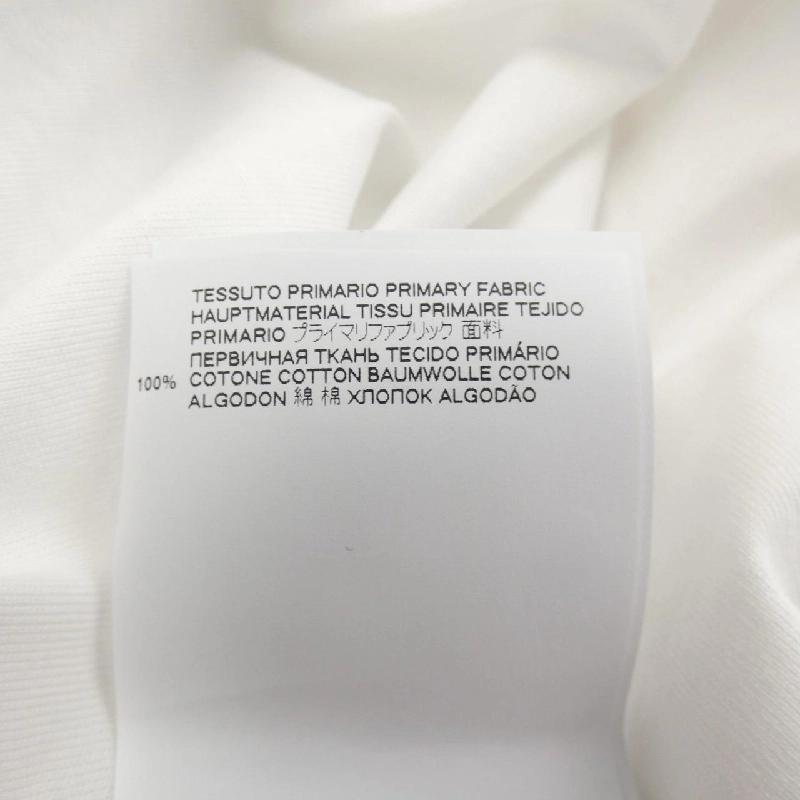 TESSUTO PRIMARIO PRIMARY FABRIC
HAUPTMATERIAL TISSU PRIMAIRE TEJIDO
PRIMARIO プライマリファブリック 面料
ПЕРВИЧНАЯ ТКАНЬ TECIDO PRIMÁRIO
100% COTONE COTTON BAUMWOLLE COTON
ALGODON 綿 棉 ХЛОПОК ALGODÃO